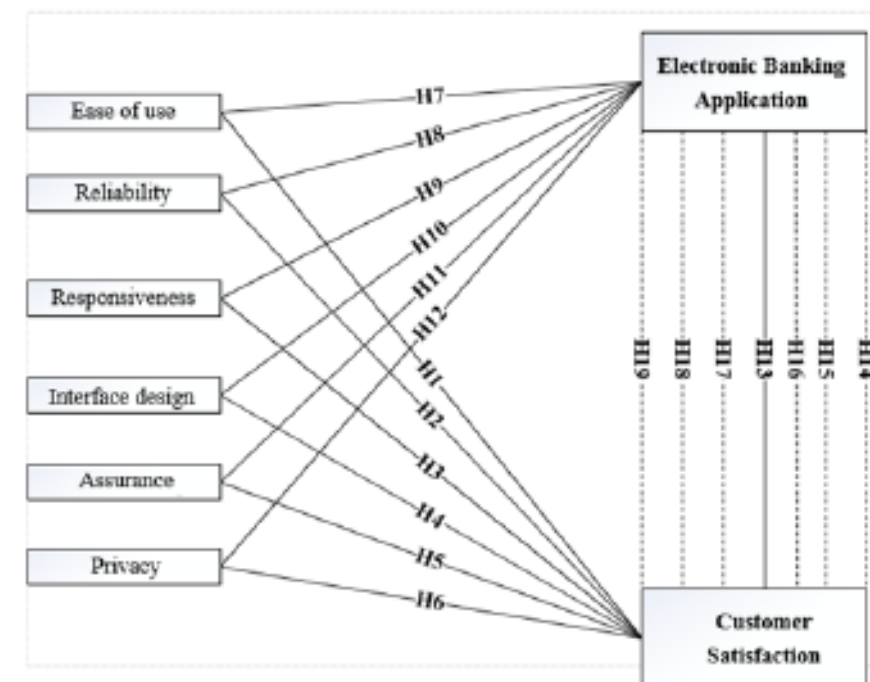 Electronic Banking
Application
Ease of use
H7
H8
Reliability
H9
H10
H11
Responsiveness
H12
H19
H18
H17
H13
H16
H15
H14
H1
Interface design
H2
H3
Assurance
H4
H5
Privacy
H6
Customer
Satisfaction